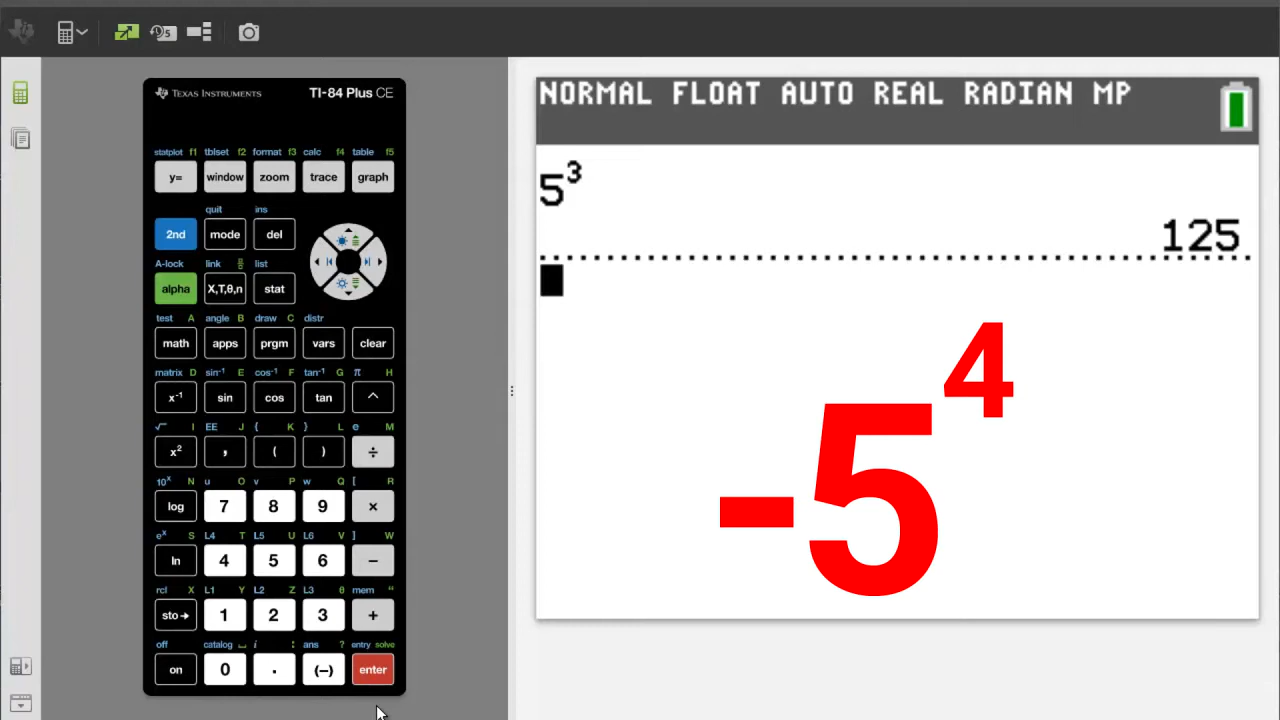 TEXAS INSTRUMENTS TI-84 Plus CE
NORMAL FLOAT AUTO REAL RADIAN MP
5³
125
-5⁴
statplot f1 tblset f2 format f3 calc f4 table f5
y= window zoom trace graph
quit ins
2nd mode del
A-lock link list
alpha X,T,θ,n stat
test A angle B draw C distr
math apps prgm vars clear
matrix D sin⁻¹ E cos⁻¹ F tan⁻¹ G π H
x⁻¹ sin cos tan ^
√ I EE J { K } L e M
x² , ( ) ÷
10ˣ N u O v P w Q [ R
log 7 8 9 ×
eˣ S L4 T L5 U L6 V ] W
ln 4 5 6 −
rcl X L1 Y L2 Z L3 θ mem "
sto→ 1 2 3 +
off catalog ␣ i : ans ? entry solve
on 0 . (−) enter